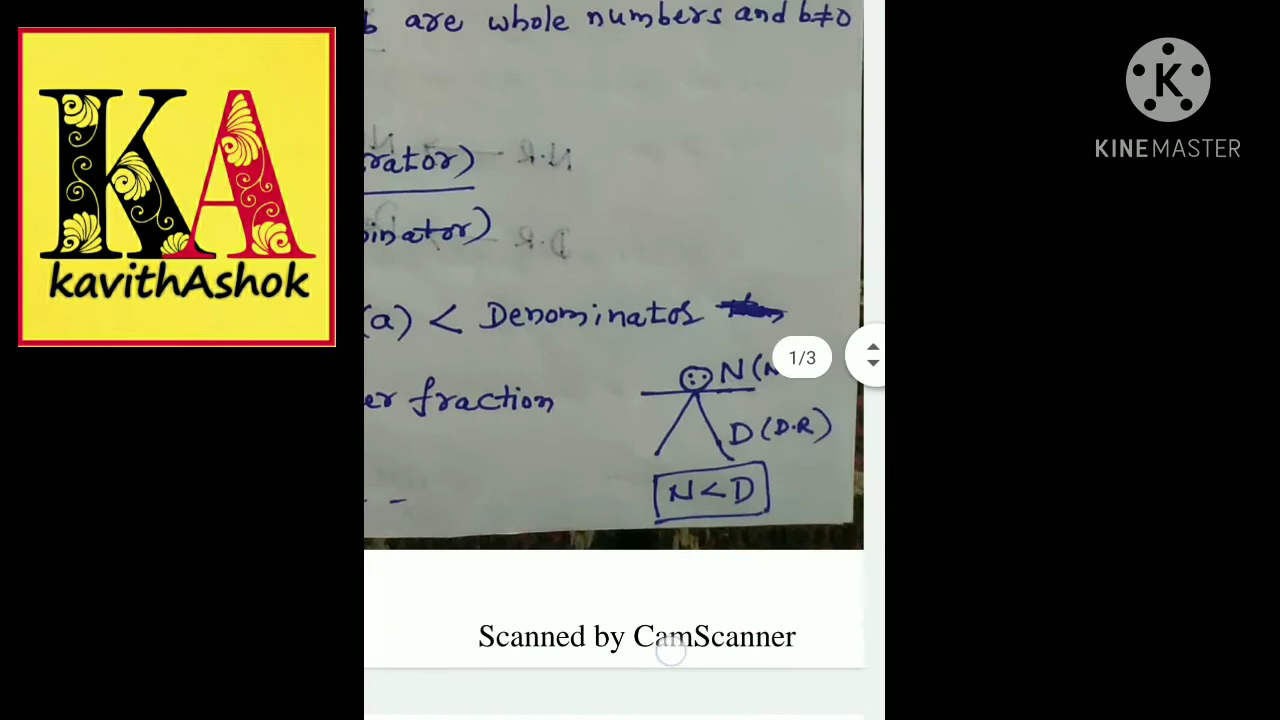 b are whole numbers and b≠0
KA
kavithAshok
KINEMASTER
rator)
N.R
inator)
D.R
(a) < Denominator
1/3
N (N
er fraction
D (D.R)
N<D
Scanned by CamScanner